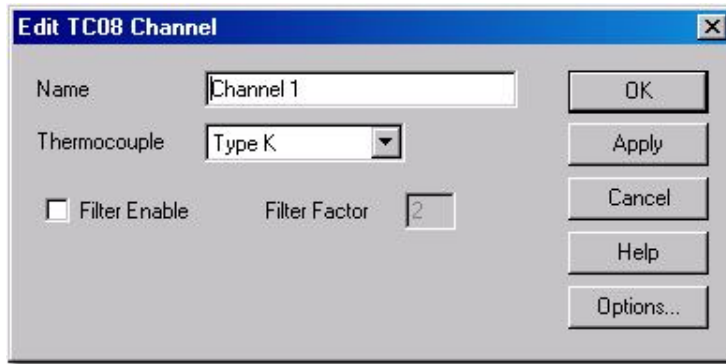 Edit TC08 Channel
Name
Channel 1
OK
Thermocouple
Type K
Apply
Filter Enable
Filter Factor
2
Cancel
Help
Options...